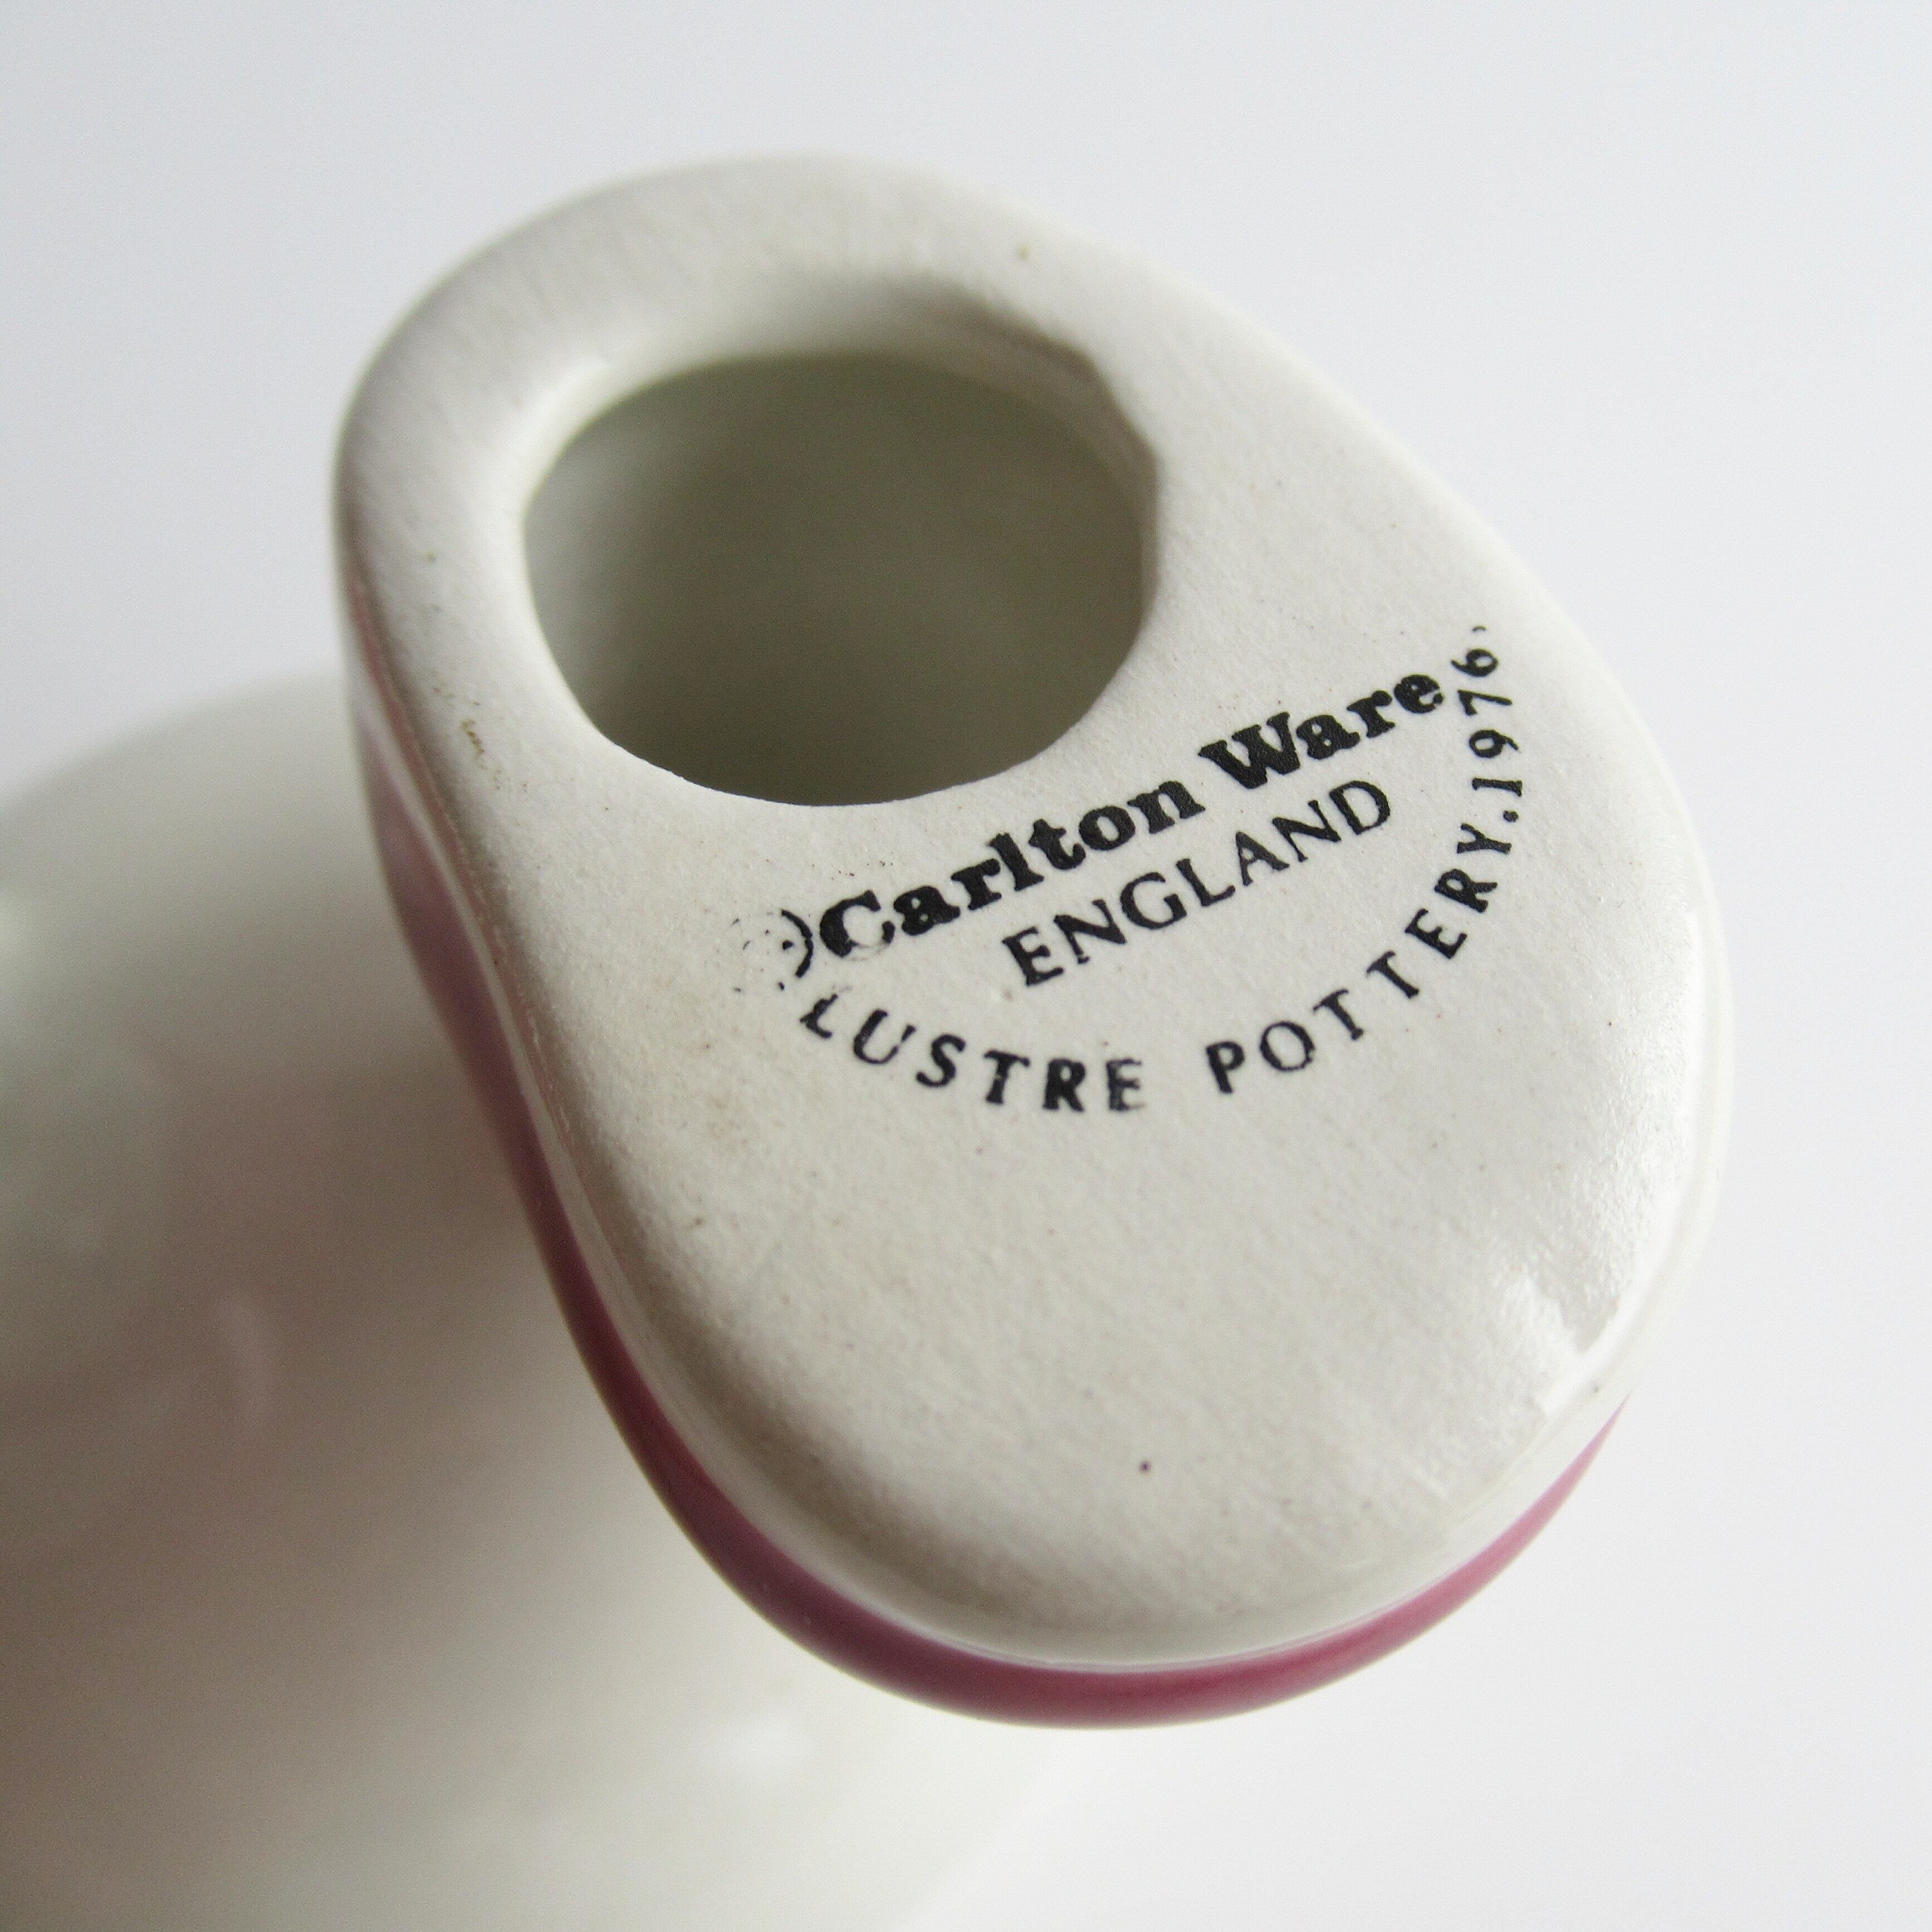 Carlton Ware
ENGLAND
LUSTRE POTTERY.1976.